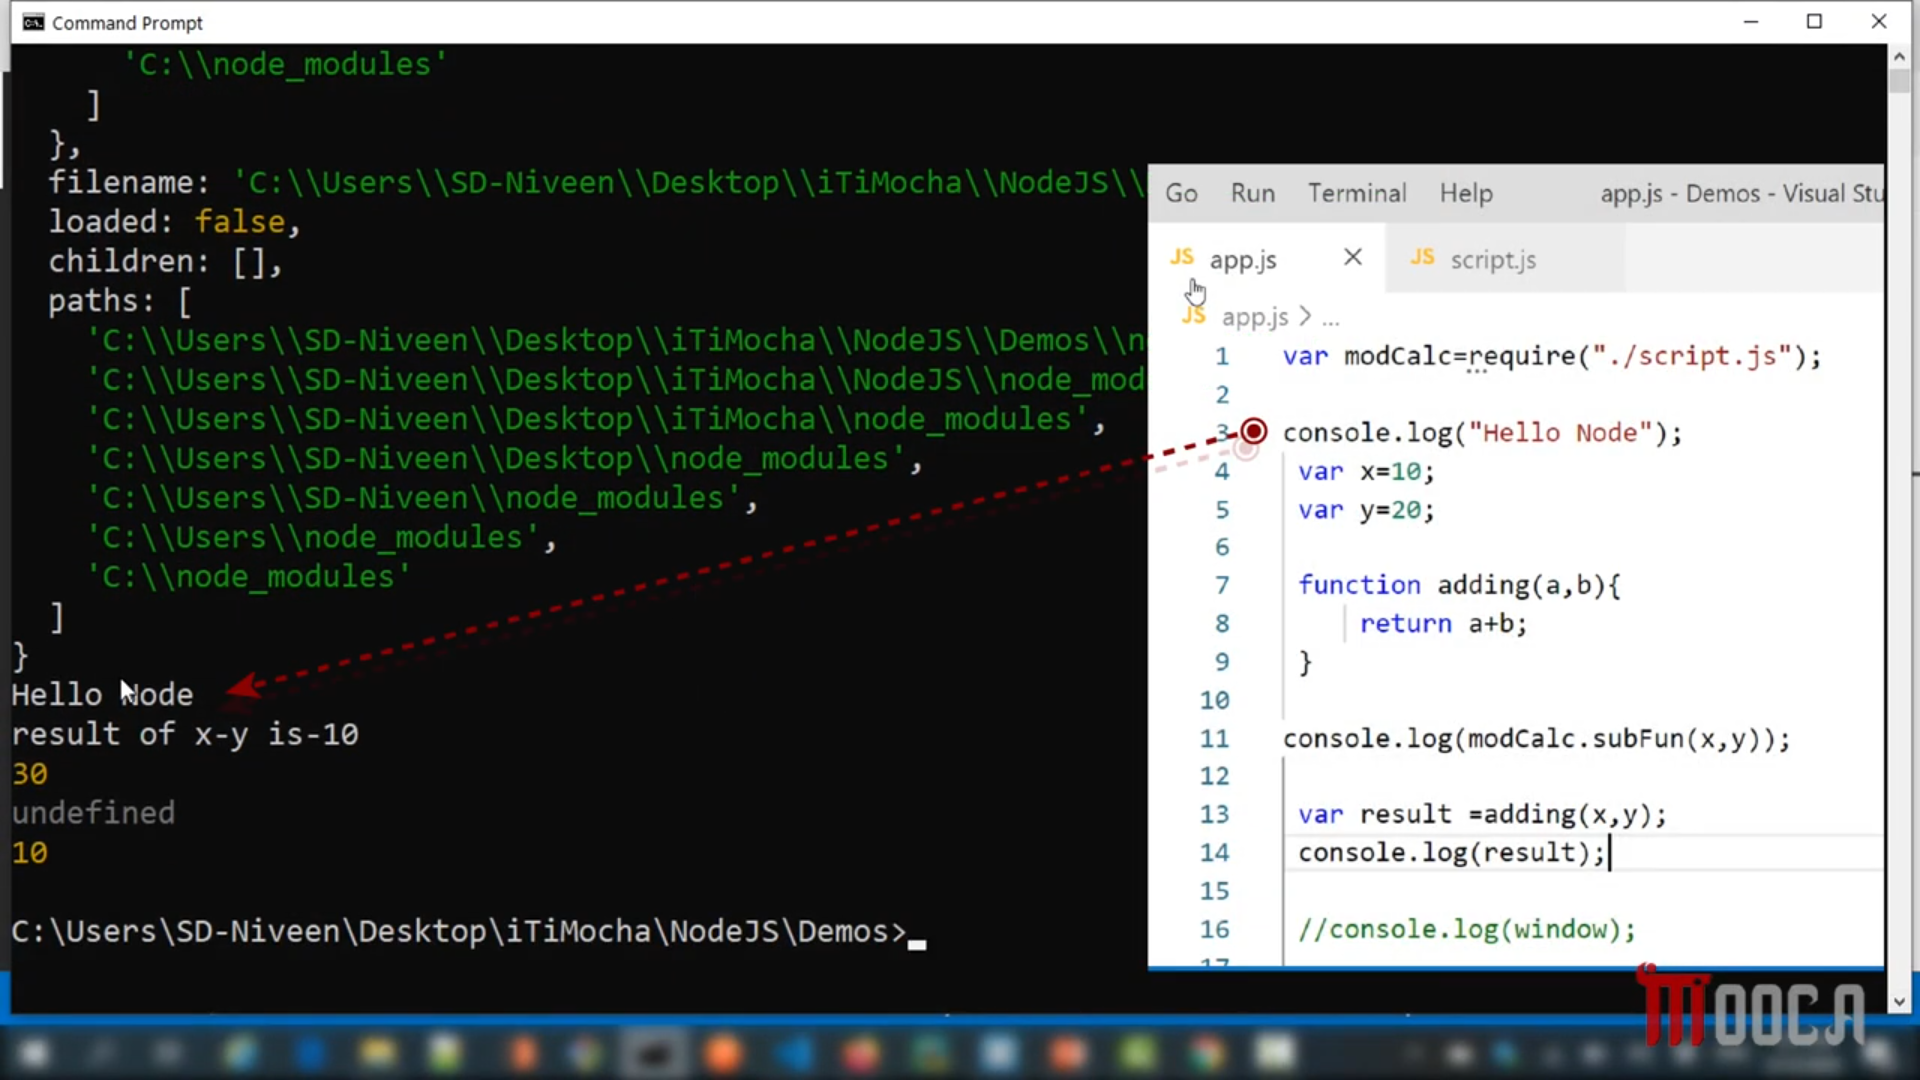 Command Prompt
'C:\\node_modules'
]
},
filename: 'C:\\Users\\SD-Niveen\\Desktop\\iTiMocha\\NodeJS\\
loaded: false,
children: [],
paths: [
'C:\\Users\\SD-Niveen\\Desktop\\iTiMocha\\NodeJS\\Demos\\n
'C:\\Users\\SD-Niveen\\Desktop\\iTiMocha\\NodeJS\\node_mod
'C:\\Users\\SD-Niveen\\Desktop\\iTiMocha\\node_modules',
'C:\\Users\\SD-Niveen\\Desktop\\node_modules',
'C:\\Users\\SD-Niveen\\node_modules',
'C:\\Users\\node_modules',
'C:\\node_modules'
]
}
Hello Node
result of x-y is-10
30
undefined
10
C:\Users\SD-Niveen\Desktop\iTiMocha\NodeJS\Demos>
Go Run Terminal Help app.js - Demos - Visual Stu
JS app.js JS script.js
JS app.js > ...
1 var modCalc=require("./script.js");
2
3 console.log("Hello Node");
4 var x=10;
5 var y=20;
6
7 function adding(a,b){
8 return a+b;
9 }
10
11 console.log(modCalc.subFun(x,y));
12
13 var result =adding(x,y);
14 console.log(result);
15
16 //console.log(window);
17
MOOCA